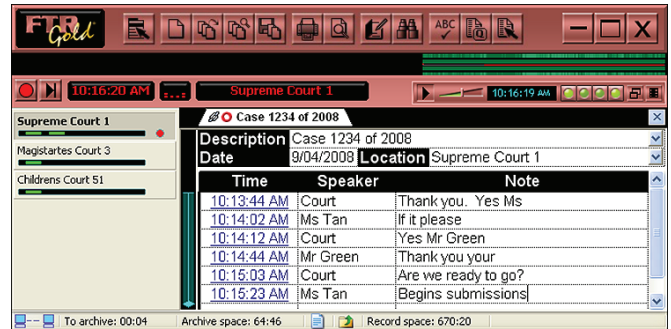 FTR Gold
ABC
10:16:20 AM Supreme Court 1 10:16:19 AM
Supreme Court 1
Magistartes Court 3
Childrens Court 51
Case 1234 of 2008
Description Case 1234 of 2008
Date 9/04/2008 Location Supreme Court 1
Time Speaker Note
10:13:44 AM Court Thank you. Yes Ms
10:14:02 AM Ms Tan If it please
10:14:12 AM Court Yes Mr Green
10:14:44 AM Mr Green Thank you your
10:15:03 AM Court Are we ready to go?
10:15:23 AM Ms Tan Begins submissions
To archive: 00:04 Archive space: 64:46 Record space: 670:20